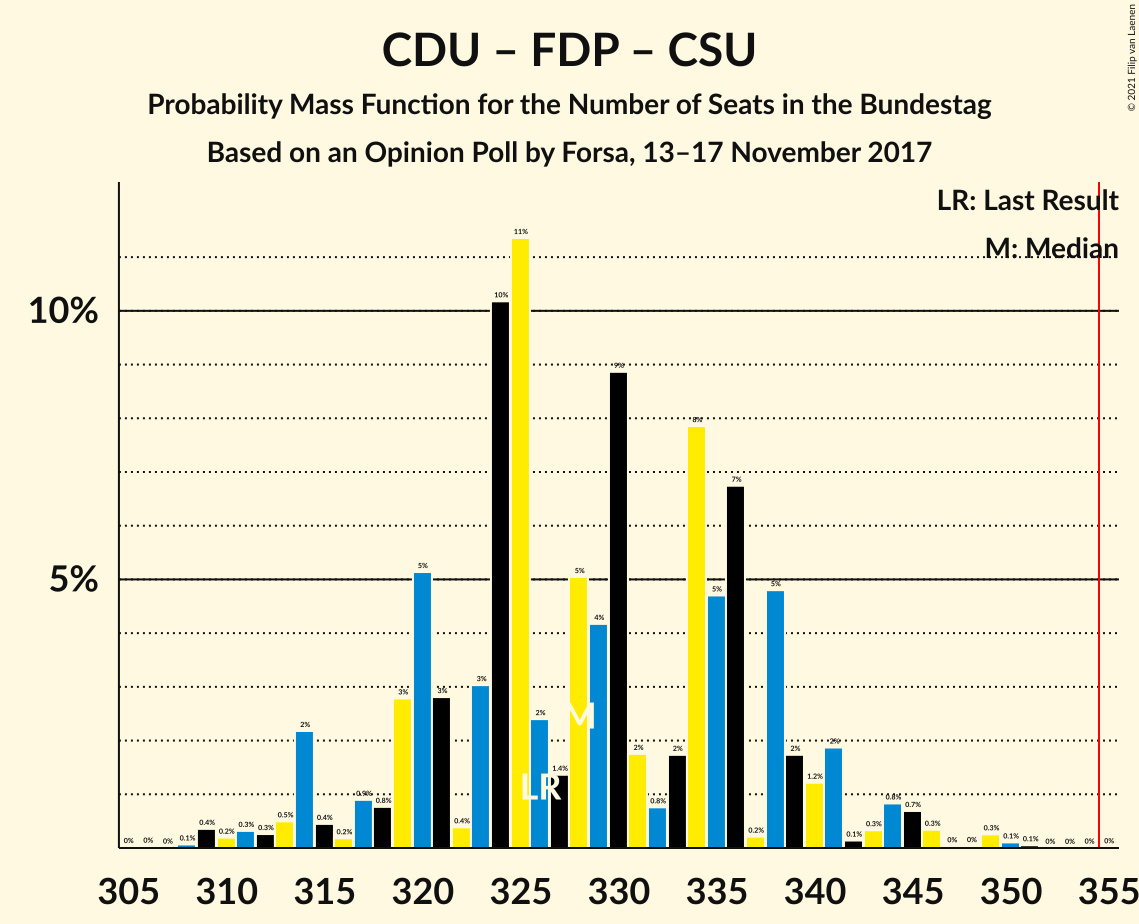 CDU – FDP – CSU
Probability Mass Function for the Number of Seats in the Bundestag
Based on an Opinion Poll by Forsa, 13–17 November 2017
© 2021 Filip van Laenen
LR: Last Result
M: Median
10%
5%
0% 0% 0% 0.1% 0.4% 0.2% 0.3% 0.3% 0.5% 2% 0.4% 0.2% 0.9% 0.8% 3% 5% 3% 0.4% 3% 10% 11% 2% 1.4% 5% 4% 9% 2% 0.8% 2% 8% 5% 7% 0.2% 5% 2% 1.2% 2% 0.1% 0.3% 0.8% 0.7% 0.3% 0% 0% 0.3% 0.1% 0.1% 0% 0% 0% 0%
M
LR
305 310 315 320 325 330 335 340 345 350 355